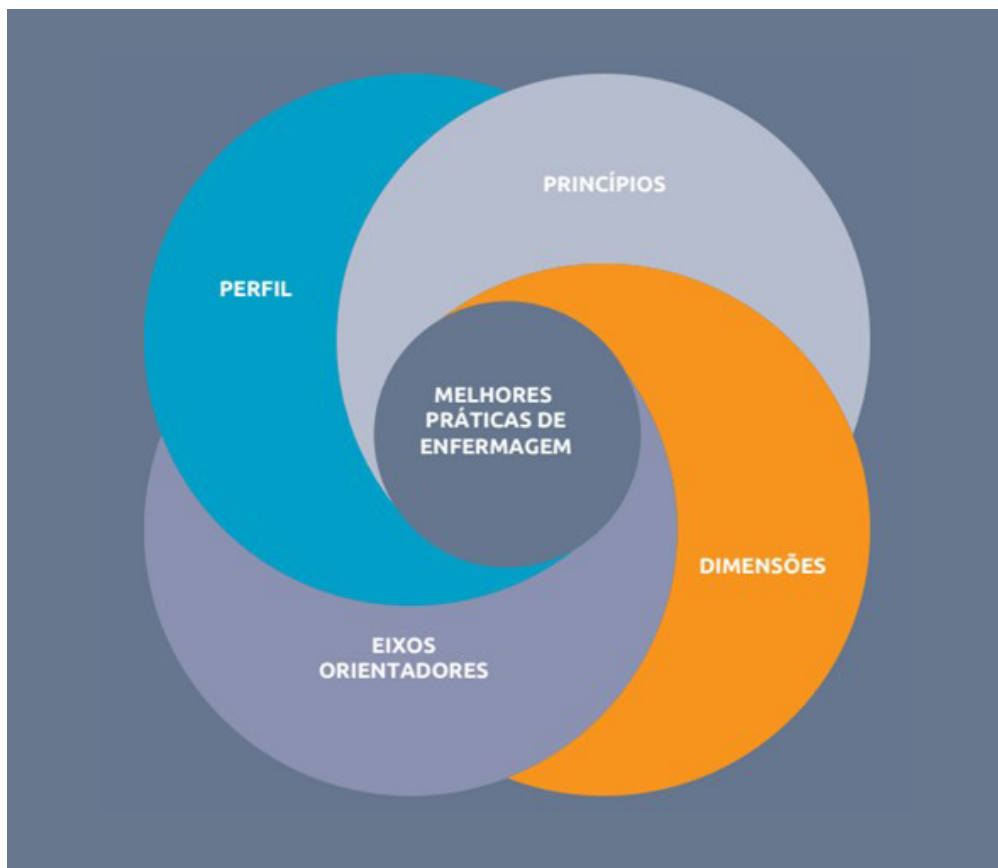 PRINCÍPIOS
PERFIL
MELHORES
PRÁTICAS DE
ENFERMAGEM
DIMENSÕES
EIXOS
ORIENTADORES